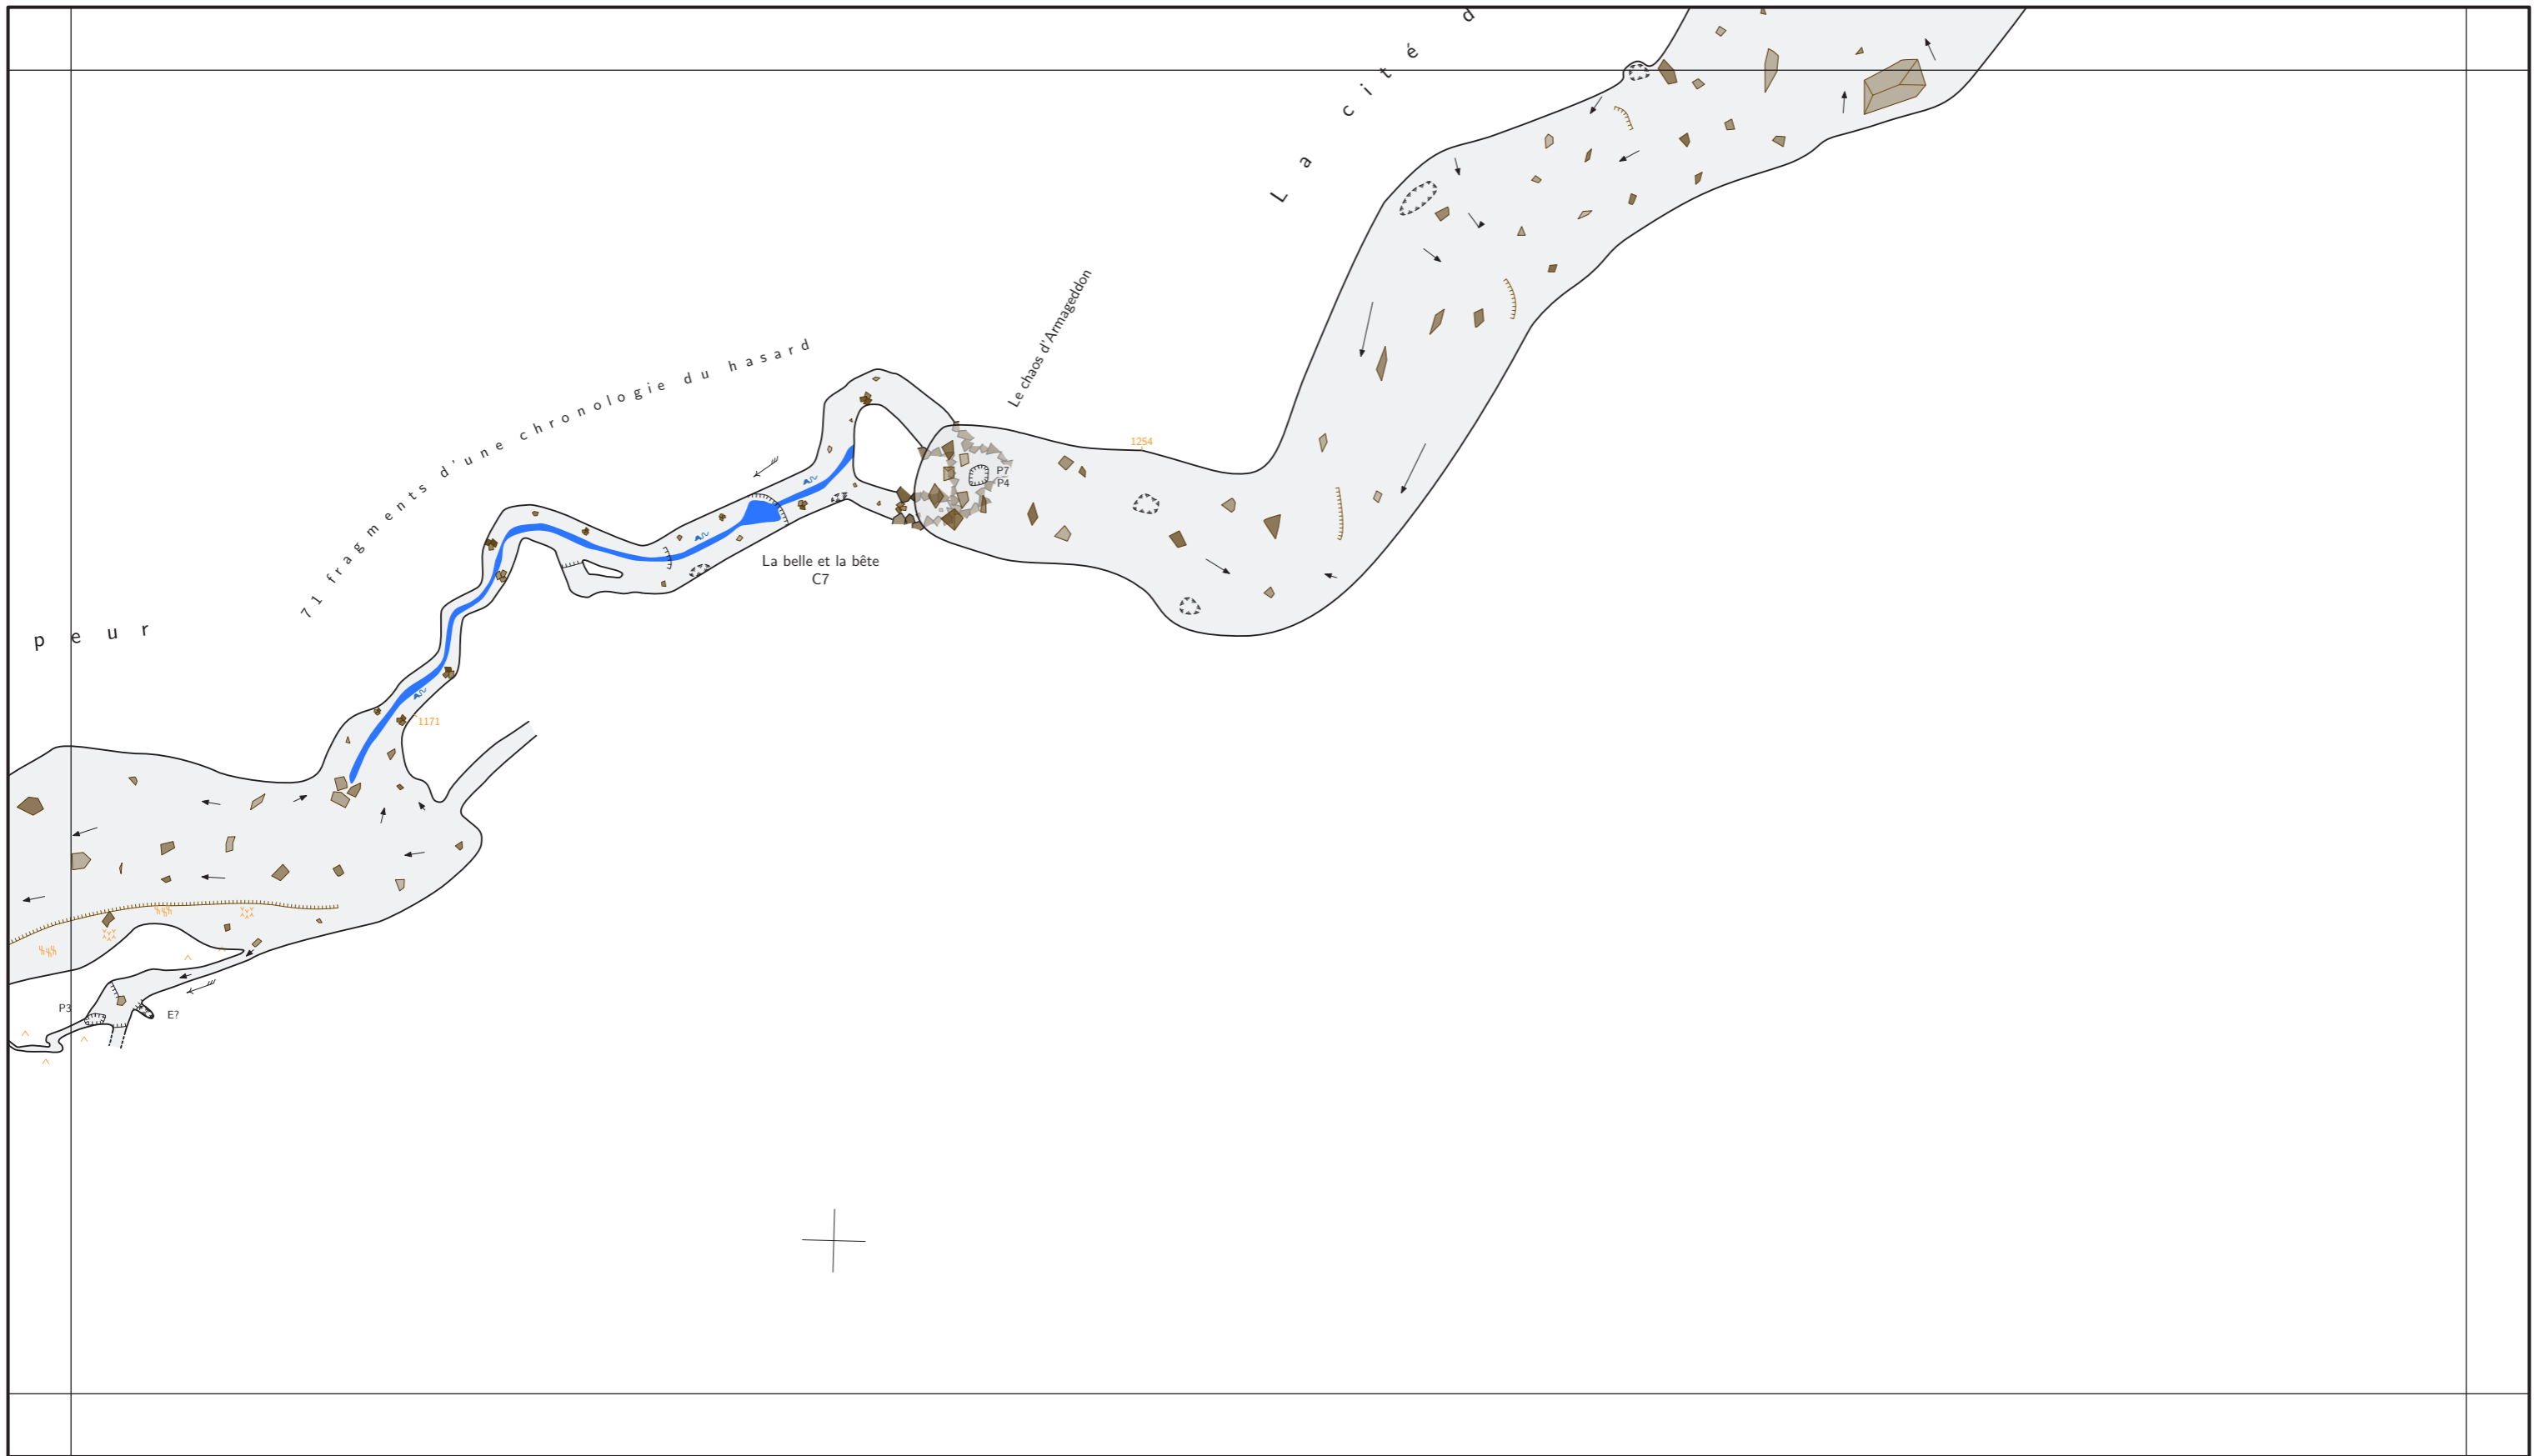 La cité d
Le chaos d'Armageddon
71 fragments d'une chronologie du hasard
1254
P7
P4
La belle et la bête
C7
peur
1171
P3
E?